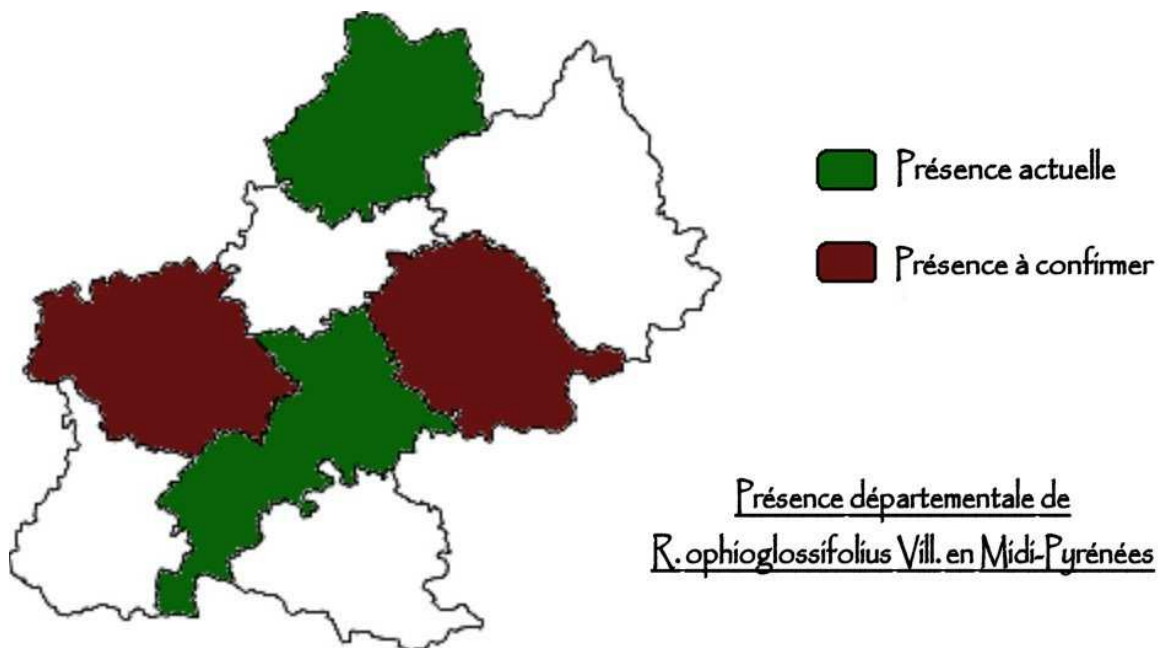 Présence actuelle
Présence à confirmer
Présence départementale de
R. ophioglossifolius Vill. en Midi-Pyrénées